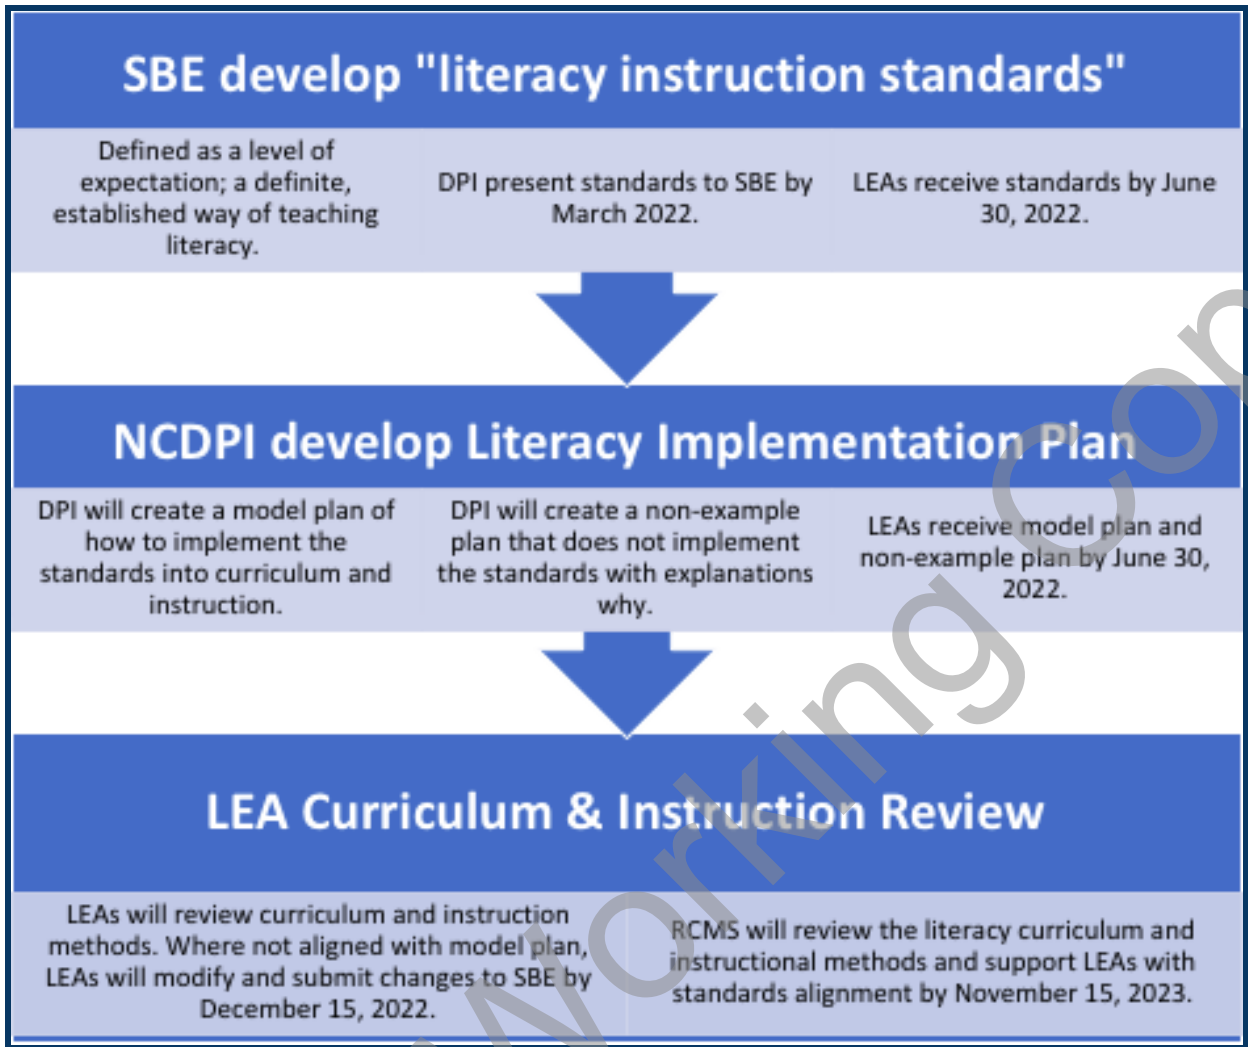 SBE develop "literacy instruction standards"
Defined as a level of
expectation; a definite,
established way of teaching
literacy.
DPI present standards to SBE by
March 2022.
LEAs receive standards by June
30, 2022.
NCDPI develop Literacy Implementation Plan
DPI will create a model plan of
how to implement the
standards into curriculum and
instruction.
DPI will create a non-example
plan that does not implement
the standards with explanations
why.
LEAs receive model plan and
non-example plan by June 30,
2022.
LEA Curriculum & Instruction Review
LEAs will review curriculum and instruction
methods. Where not aligned with model plan,
LEAs will modify and submit changes to SBE by
December 15, 2022.
RCMS will review the literacy curriculum and
instructional methods and support LEAs with
standards alignment by November 15, 2023.
Working Cop